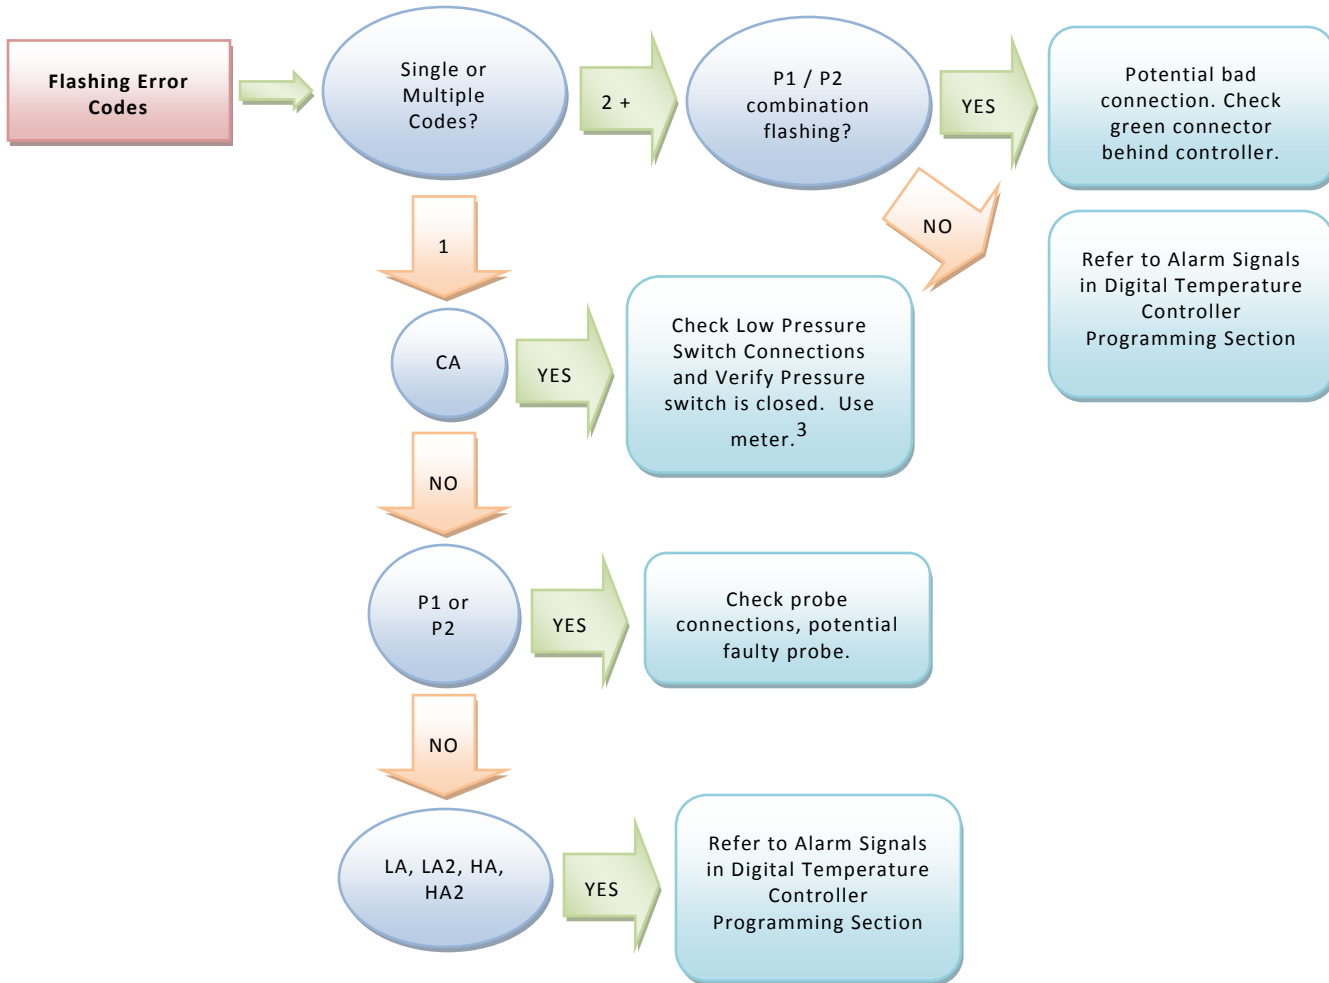 Flashing Error
Codes
Single or
Multiple
Codes?
2 +
P1 / P2
combination
flashing?
YES
Potential bad
connection. Check
green connector
behind controller.
NO
Refer to Alarm Signals
in Digital Temperature
Controller
Programming Section
1
CA
YES
Check Low Pressure
Switch Connections
and Verify Pressure
switch is closed. Use
meter.3
NO
P1 or
P2
YES
Check probe
connections, potential
faulty probe.
NO
LA, LA2, HA,
HA2
YES
Refer to Alarm Signals
in Digital Temperature
Controller
Programming Section